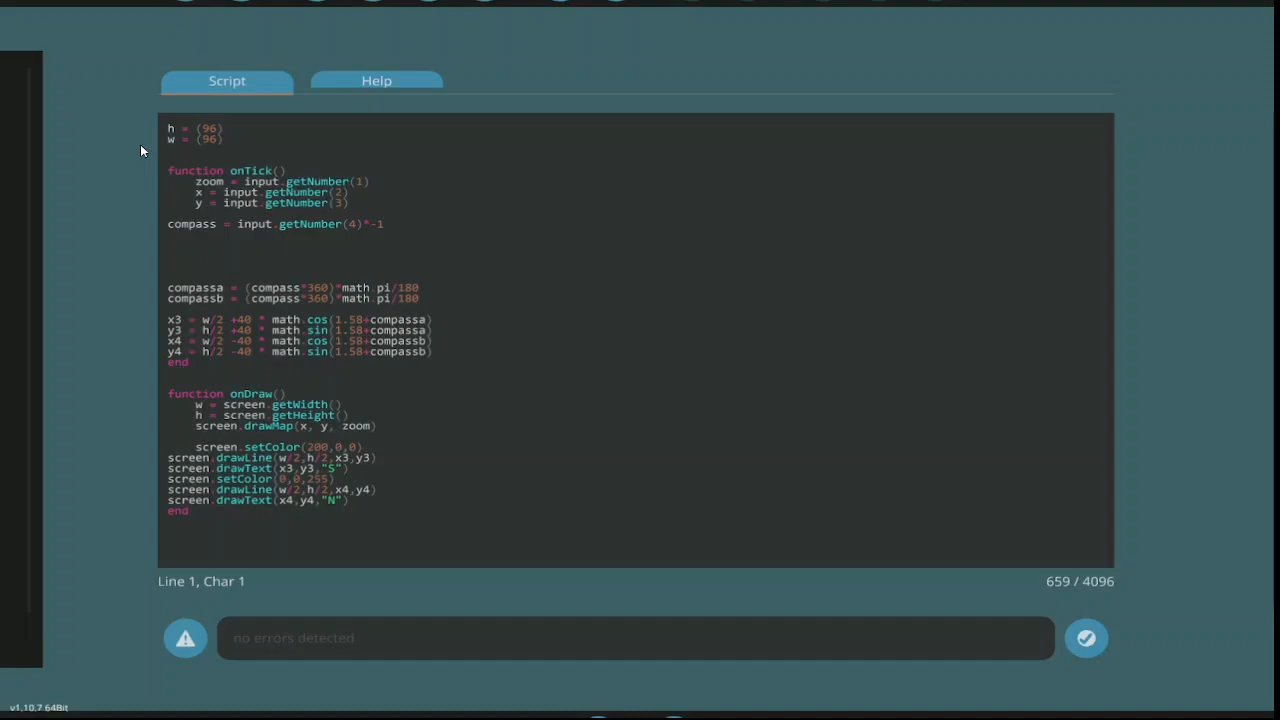 Script
Help
h = (96)
w = (96)
function onTick()
zoom = input.getNumber(1)
x = input.getNumber(2)
y = input.getNumber(3)
compass = input.getNumber(4)*-1
compassa = (compass*360)*math.pi/180
compassb = (compass*360)*math.pi/180
x3 = w/2 +40 * math.cos(1.58+compassa)
y3 = h/2 +40 * math.sin(1.58+compassa)
x4 = w/2 -40 * math.cos(1.58+compassb)
y4 = h/2 -40 * math.sin(1.58+compassb)
end
function onDraw()
w = screen.getWidth()
h = screen.getHeight()
screen.drawMap(x, y, zoom)
screen.setColor(200,0,0)
screen.drawLine(w/2,h/2,x3,y3)
screen.drawText(x3,y3,"S")
screen.setColor(0,0,255)
screen.drawLine(w/2,h/2,x4,y4)
screen.drawText(x4,y4,"N")
end
Line 1, Char 1
659 / 4096
no errors detected
v1.10.7 64Bit